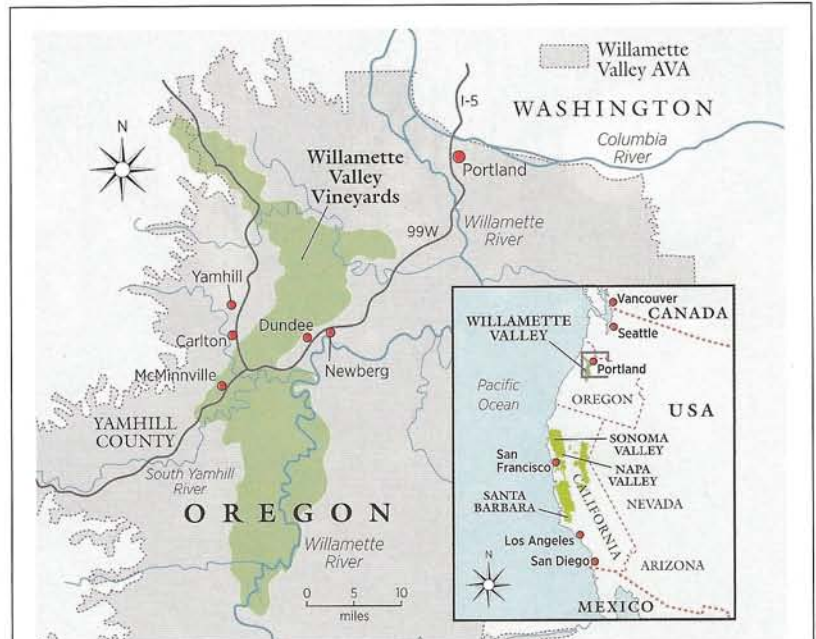 Willamette
Valley AVA
I-5
WASHINGTON
Columbia
River
N
Willamette
Valley
Vineyards
Portland
Willamette
River
99W
Yamhill
Carlton
Dundee
Newberg
McMinnville
YAMHILL
COUNTY
South Yamhill
River
OREGON
Willamette
River
0 5 10
miles
Vancouver
CANADA
Seattle
WILLAMETTE
VALLEY
Portland
Pacific
Ocean
OREGON
USA
SONOMA
VALLEY
San
Francisco
NAPA
VALLEY
SANTA
BARBARA
CALIFORNIA
NEVADA
Los Angeles
San Diego
ARIZONA
N
MEXICO